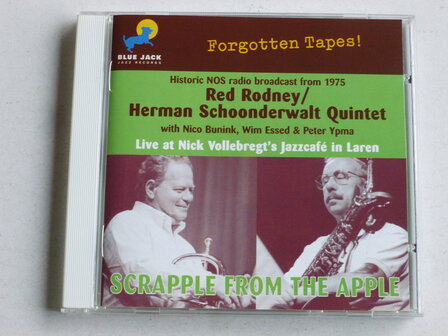 BLUE JACK
JAZZ RECORDS
Forgotten Tapes!
Historic NOS radio broadcast from 1975
Red Rodney/
Herman Schoonderwalt Quintet
with Nico Bunink, Wim Essed & Peter Ypma
Live at Nick Vollebregt's Jazzcafé in Laren
SCRAPPLE FROM THE APPLE